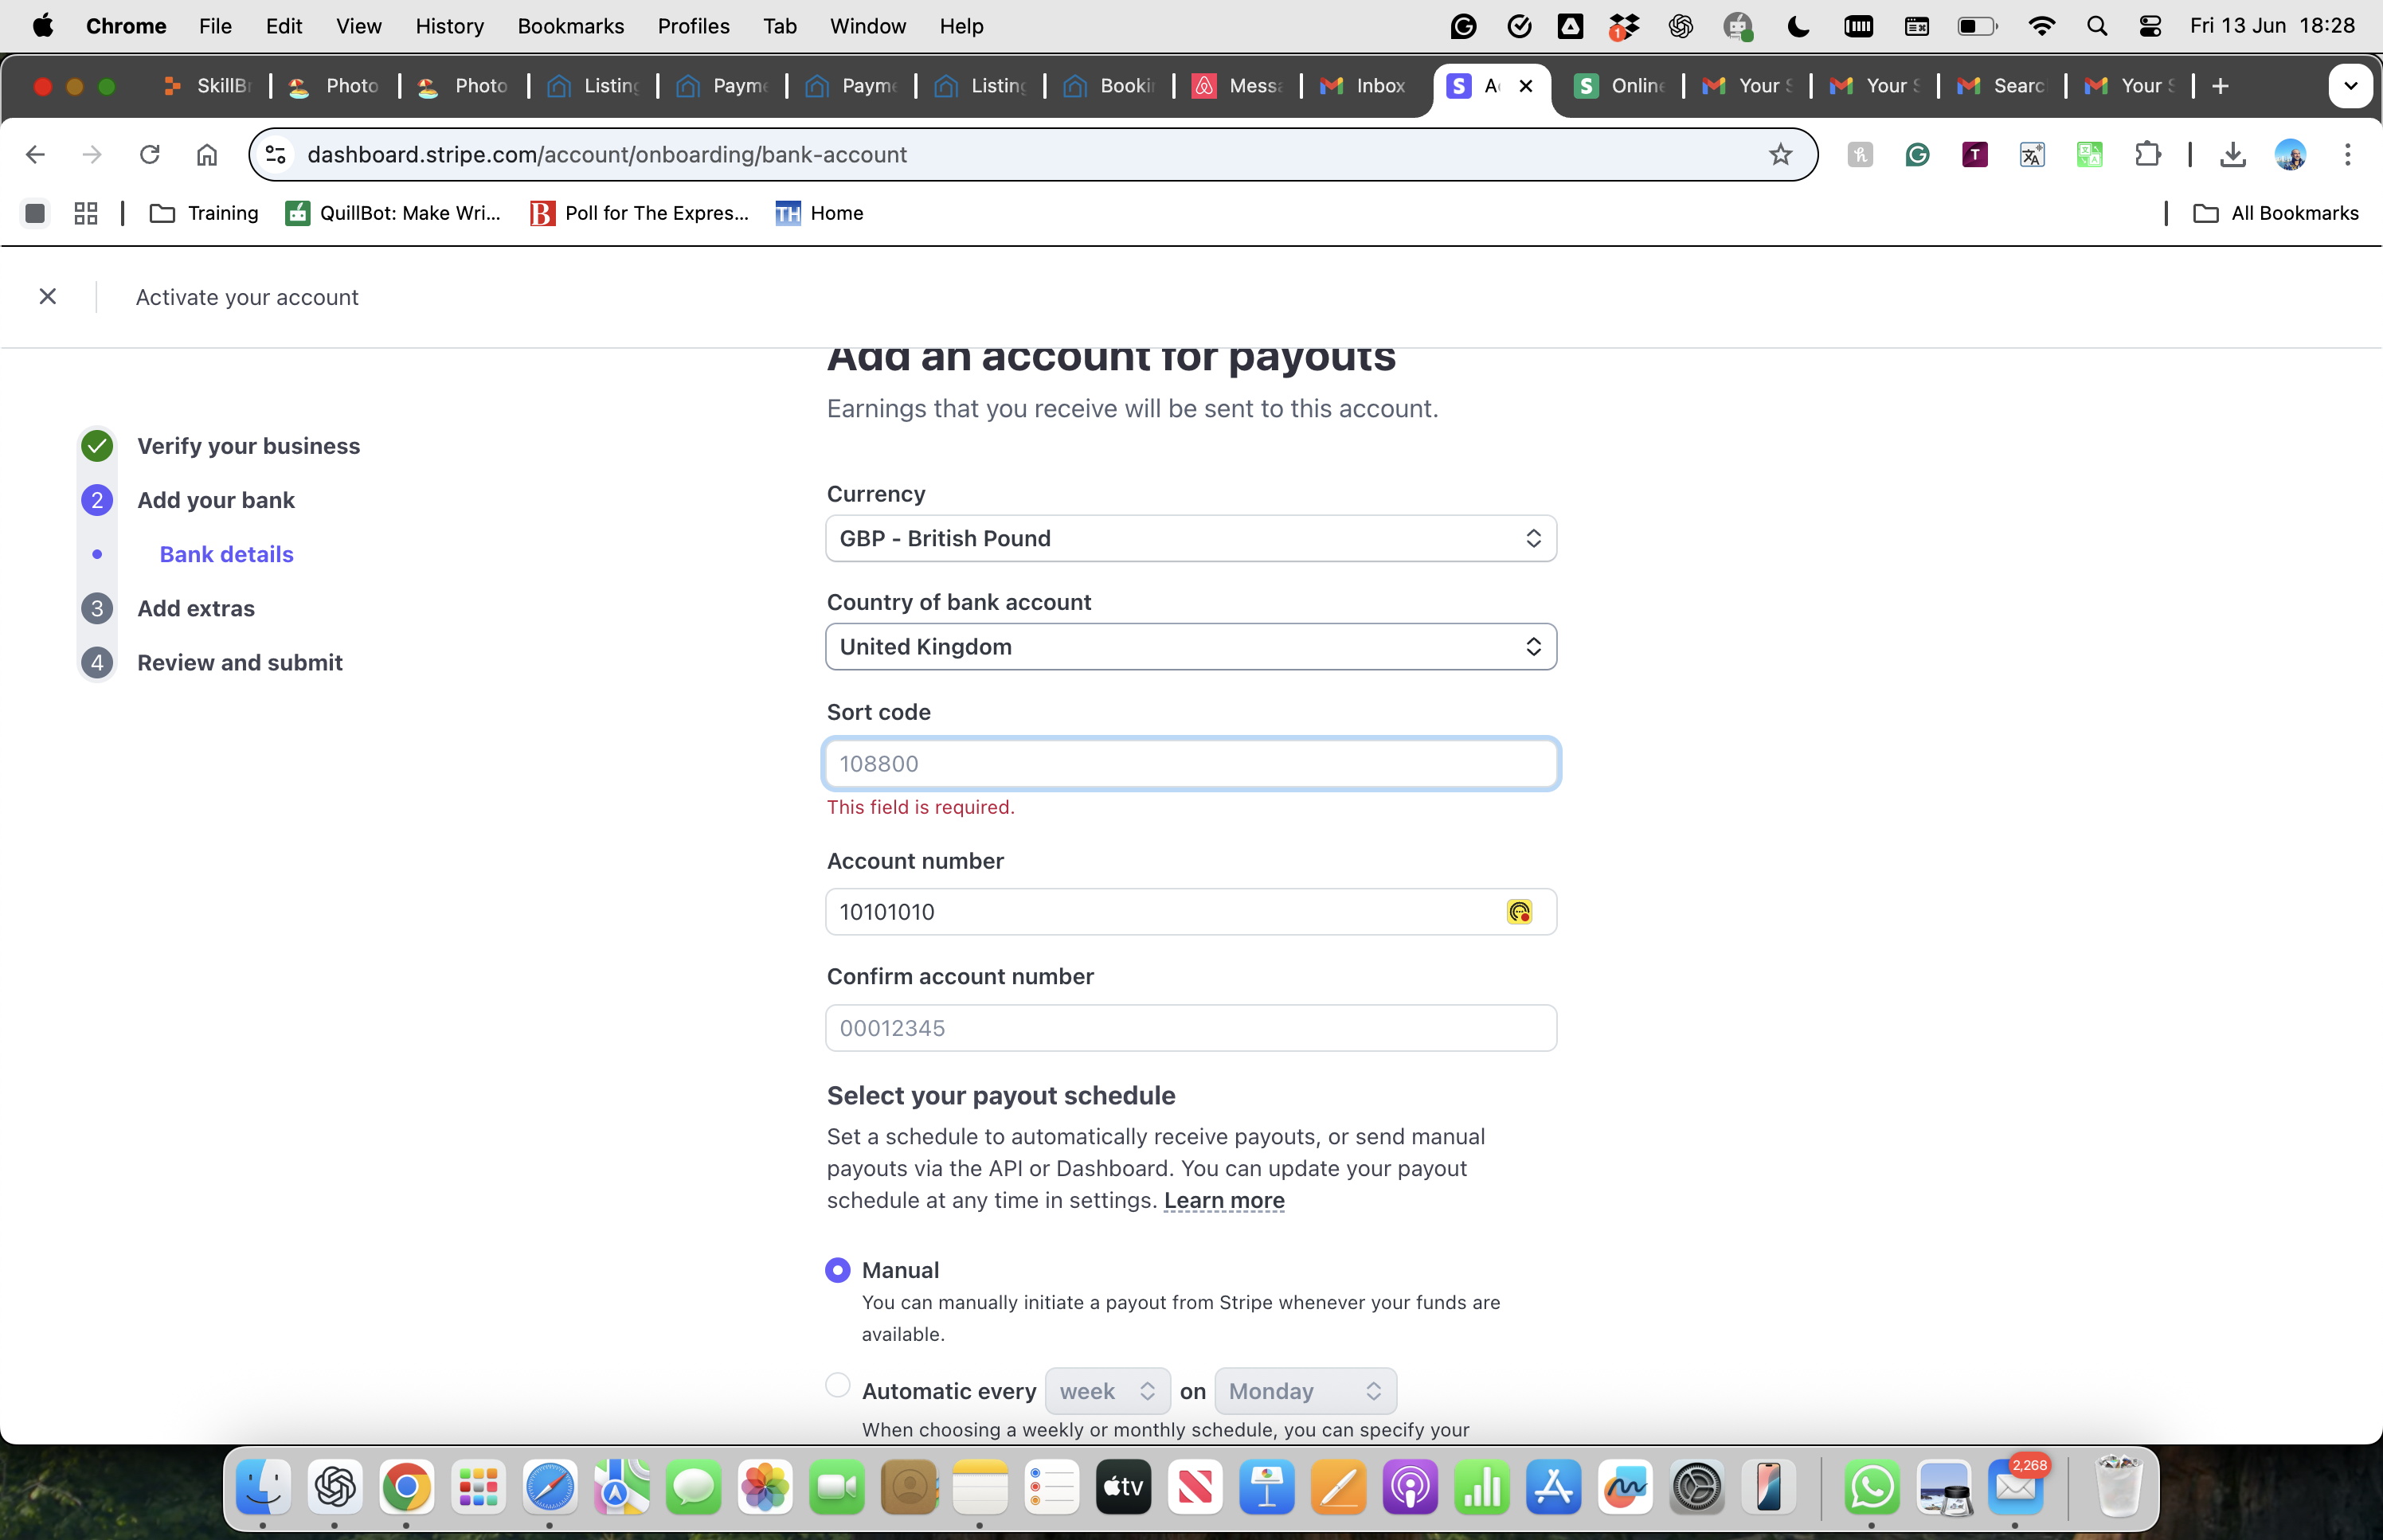 Chrome File Edit View History Bookmarks Profiles Tab Window Help 1 Fri 13 Jun 18:28
SkillBr Photo Photo Listing Payme Payme Listing Bookin Messa Inbox A Online Your S Your S Searc Your S
dashboard.stripe.com/account/onboarding/bank-account
Training QuillBot: Make Wri... Poll for The Expres... TH Home All Bookmarks
Activate your account
Add an account for payouts
Earnings that you receive will be sent to this account.
Verify your business
2 Add your bank
Bank details
3 Add extras
4 Review and submit
Currency
GBP - British Pound
Country of bank account
United Kingdom
Sort code
108800
This field is required.
Account number
10101010
Confirm account number
00012345
Select your payout schedule
Set a schedule to automatically receive payouts, or send manual
payouts via the API or Dashboard. You can update your payout
schedule at any time in settings. Learn more
Manual
You can manually initiate a payout from Stripe whenever your funds are
available.
Automatic every week on Monday
When choosing a weekly or monthly schedule, you can specify your
tv
2,268